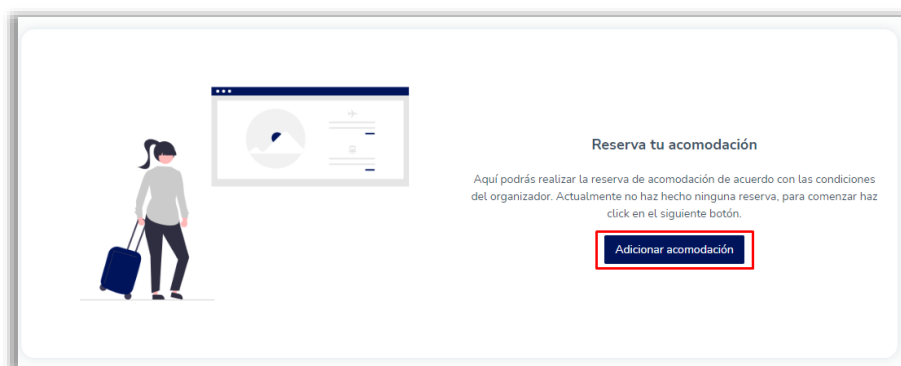 Reserva tu acomodación
Aquí podrás realizar la reserva de acomodación de acuerdo con las condiciones
del organizador. Actualmente no haz hecho ninguna reserva, para comenzar haz
click en el siguiente botón.
Adicionar acomodación